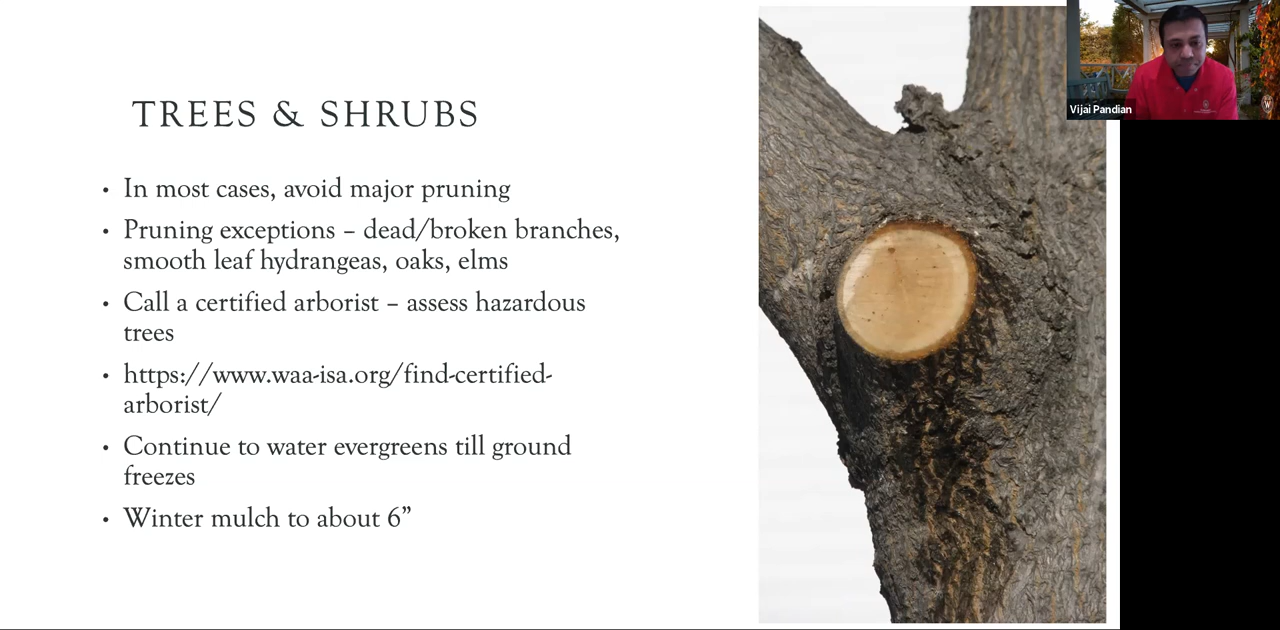 TREES & SHRUBS
• In most cases, avoid major pruning
• Pruning exceptions – dead/broken branches,
smooth leaf hydrangeas, oaks, elms
• Call a certified arborist – assess hazardous
trees
• https://www.waa-isa.org/find-certified-
arborist/
• Continue to water evergreens till ground
freezes
• Winter mulch to about 6”
Vijai Pandian